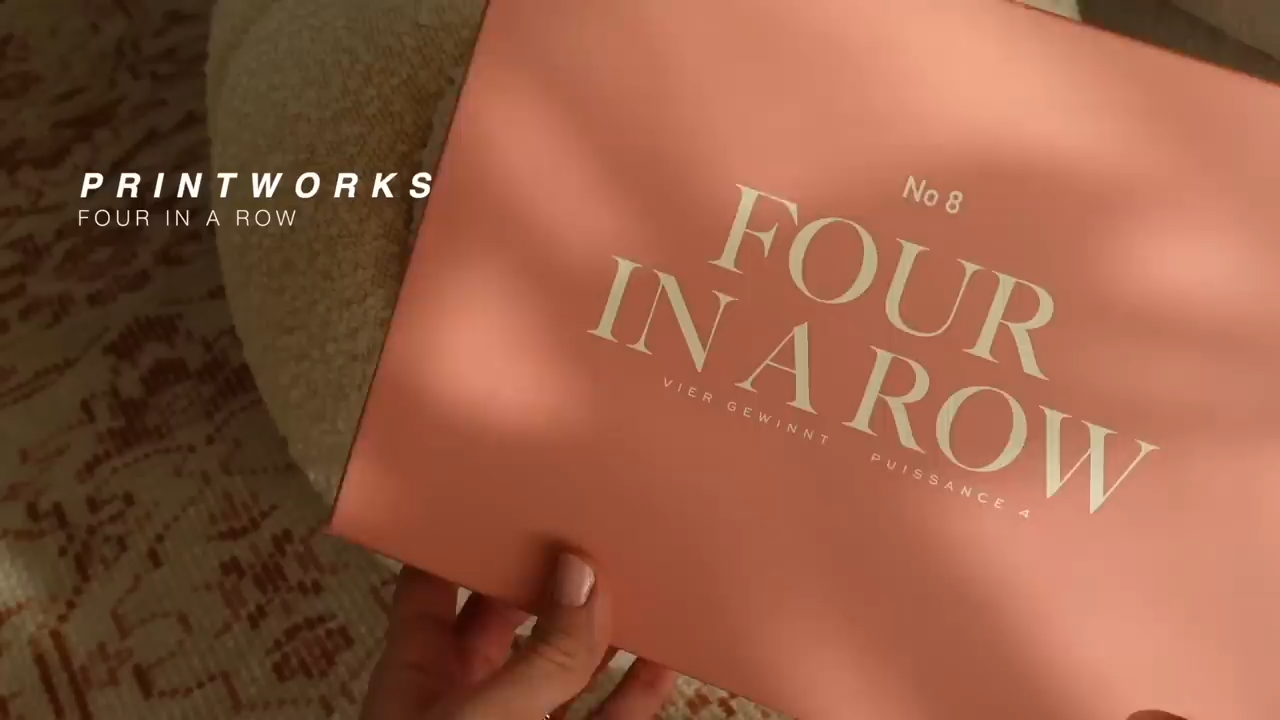 PRINTWORKS
FOUR IN A ROW
No 8
FOUR
IN A ROW
VIER GEWINNT PUISSANCE 4